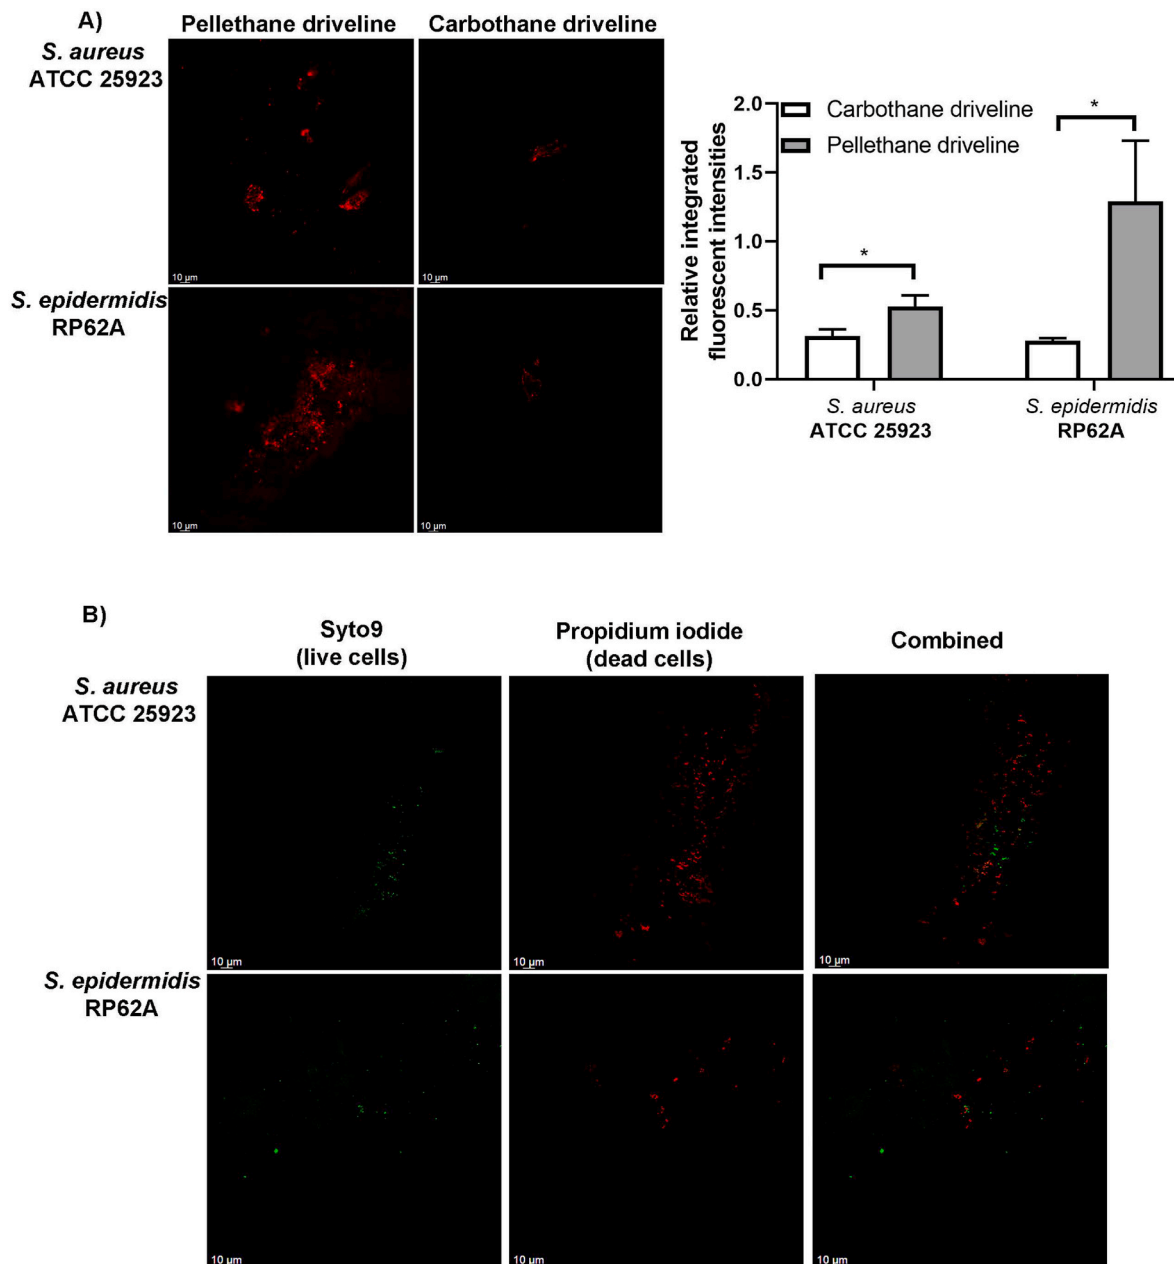 A)
Pellethane driveline
Carbothane driveline
S. aureus
ATCC 25923
10 µm
10 µm
S. epidermidis
RP62A
10 µm
10 µm
Relative integrated
fluorescent intensities
2.0
1.5
1.0
0.5
0.0
Carbothane driveline
Pellethane driveline
*
*
S. aureus
ATCC 25923
S. epidermidis
RP62A
B)
Syto9
(live cells)
Propidium iodide
(dead cells)
Combined
S. aureus
ATCC 25923
10 µm
10 µm
10 µm
S. epidermidis
RP62A
10 µm
10 µm
10 µm